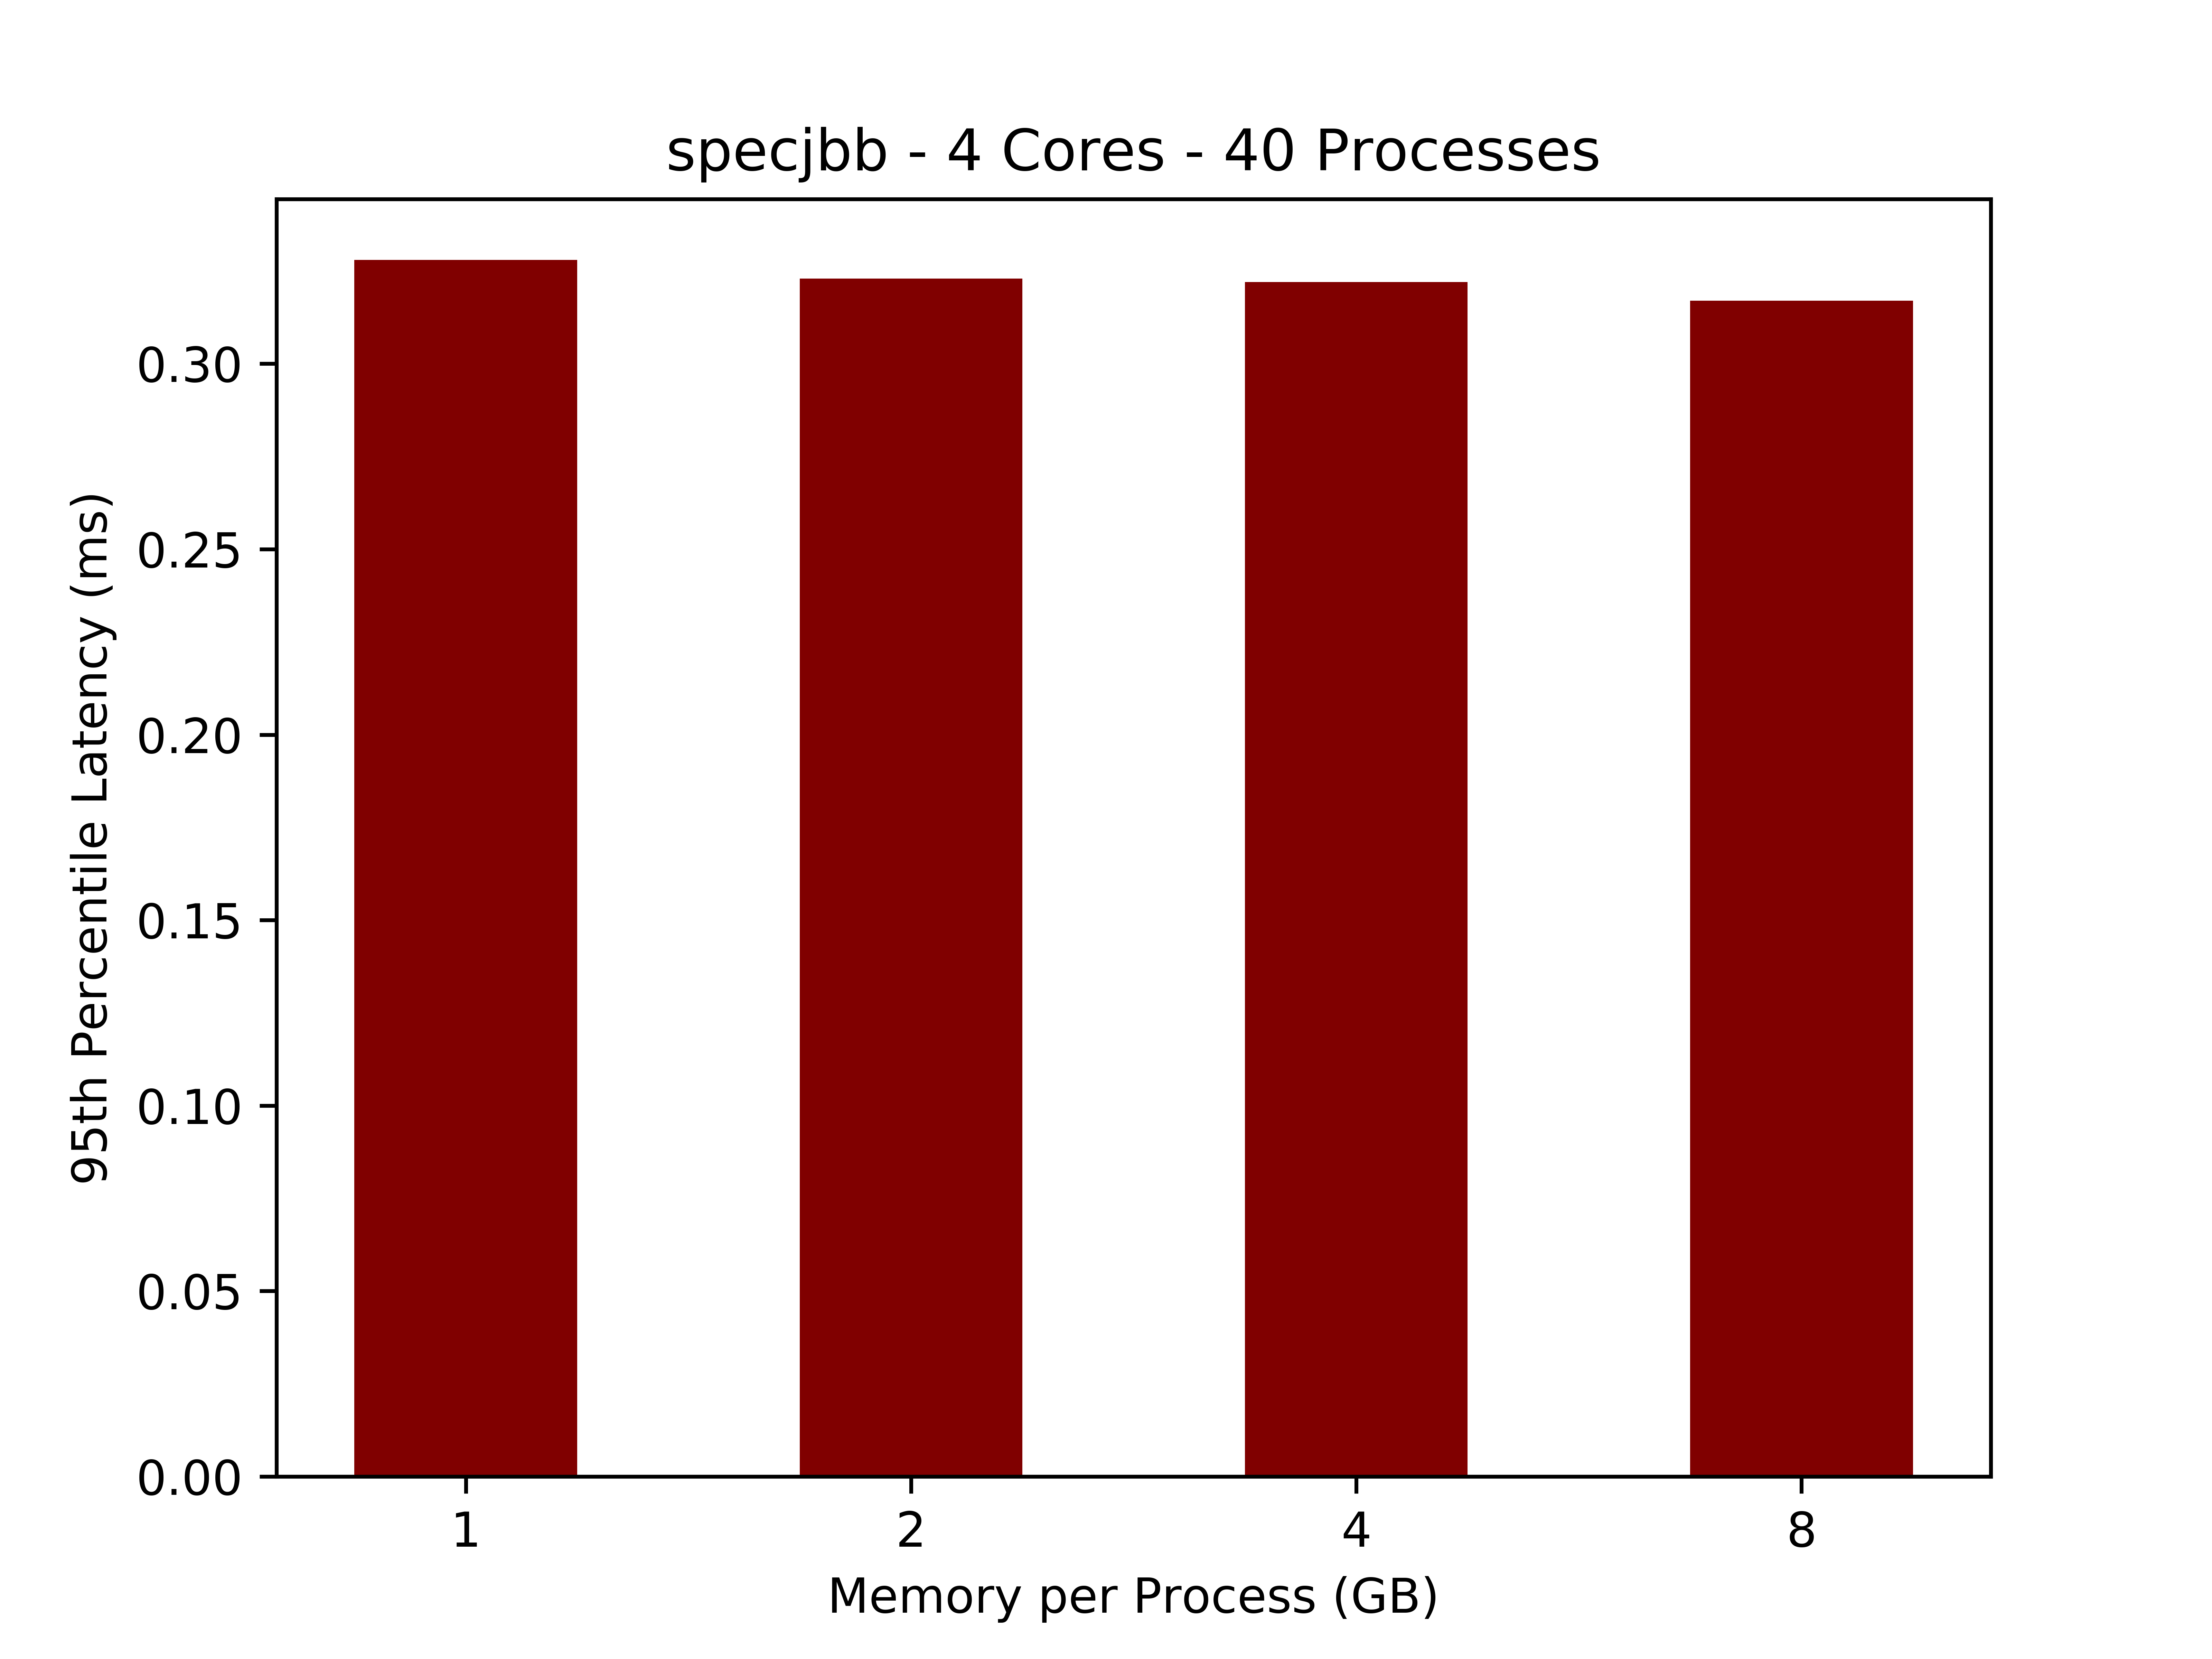 specjbb - 4 Cores - 40 Processes
95th Percentile Latency (ms)
0.30
0.25
0.20
0.15
0.10
0.05
0.00
1 2 4 8
Memory per Process (GB)